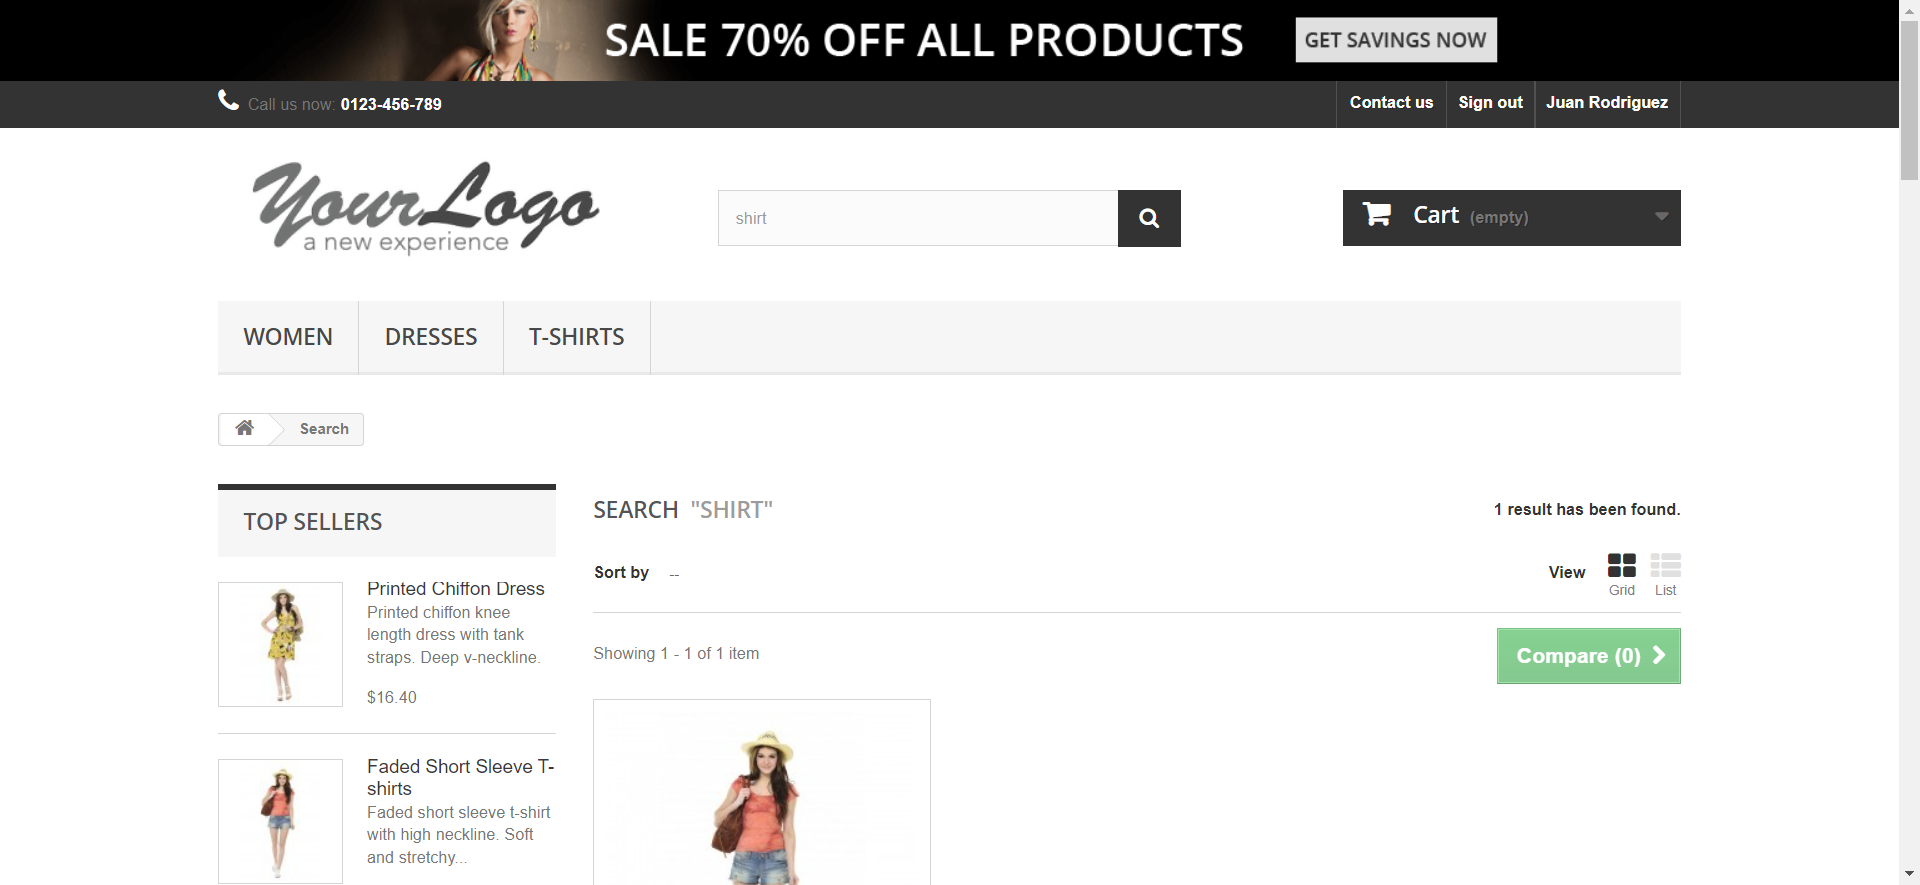 SALE 70% OFF ALL PRODUCTS GET SAVINGS NOW
Call us now: 0123-456-789 Contact us Sign out Juan Rodriguez
YourLogo
a new experience
shirt
Cart (empty)
WOMEN DRESSES T-SHIRTS
Search
TOP SELLERS
Printed Chiffon Dress
Printed chiffon knee
length dress with tank
straps. Deep v-neckline.
$16.40
Faded Short Sleeve T-
shirts
Faded short sleeve t-shirt
with high neckline. Soft
and stretchy...
SEARCH "SHIRT" 1 result has been found.
Sort by -- View Grid List
Showing 1 - 1 of 1 item Compare (0)